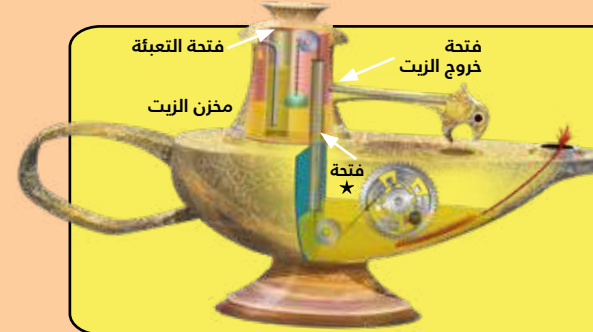 فتحة التعبئة
فتحة
خروج الزيت
مخزن الزيت
فتحة
★